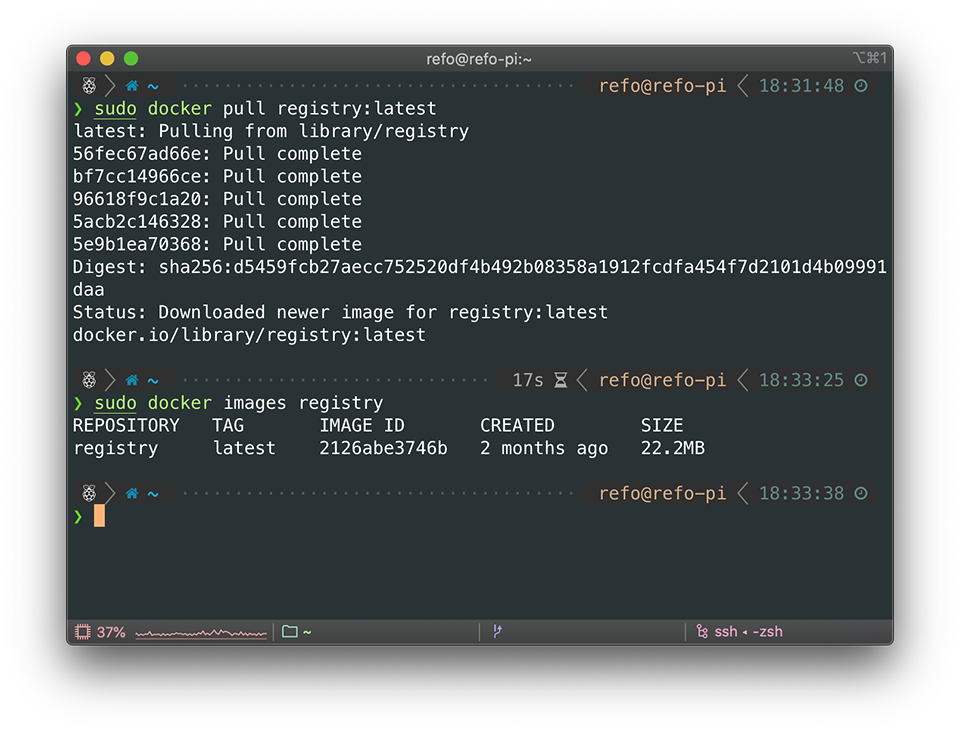 refo@refo-pi:~
⌥⌘1
~ refo@refo-pi 18:31:48
❯ sudo docker pull registry:latest
latest: Pulling from library/registry
56fec67ad66e: Pull complete
bf7cc14966ce: Pull complete
96618f9c1a20: Pull complete
5acb2c146328: Pull complete
5e9b1ea70368: Pull complete
Digest: sha256:d5459fcb27aecc752520df4b492b08358a1912fcdfa454f7d2101d4b09991
daa
Status: Downloaded newer image for registry:latest
docker.io/library/registry:latest
~ 17s refo@refo-pi 18:33:25
❯ sudo docker images registry
REPOSITORY TAG IMAGE ID CREATED SIZE
registry latest 2126abe3746b 2 months ago 22.2MB
~ refo@refo-pi 18:33:38
❯
37% ~ ssh ◂ -zsh